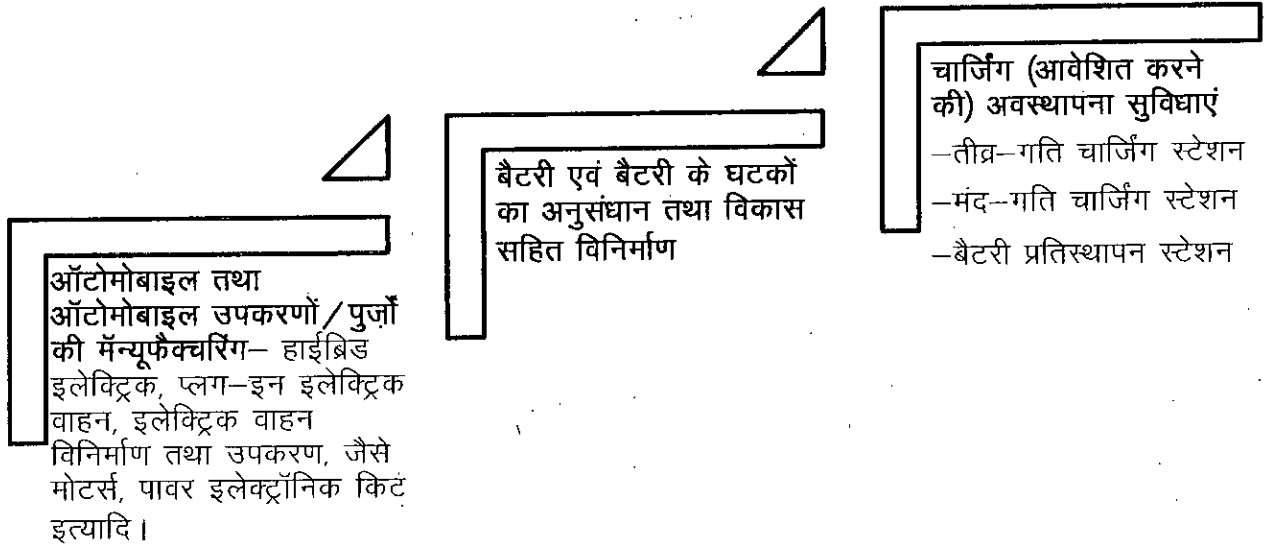 ऑटोमोबाइल तथा
ऑटोमोबाइल उपकरणों/पुर्ज़ों
की मॅन्यूफैक्चरिंग– हाईब्रिड
इलेक्ट्रिक, प्लग–इन इलेक्ट्रिक
वाहन, इलेक्ट्रिक वाहन
विनिर्माण तथा उपकरण, जैसे
मोटर्स, पावर इलेक्ट्रॉनिक किट
इत्यादि।
बैटरी एवं बैटरी के घटकों
का अनुसंधान तथा विकास
सहित विनिर्माण
चार्जिंग (आवेशित करने
की) अवस्थापना सुविधाएं
–तीव्र–गति चार्जिंग स्टेशन
–मंद–गति चार्जिंग स्टेशन
–बैटरी प्रतिस्थापन स्टेशन